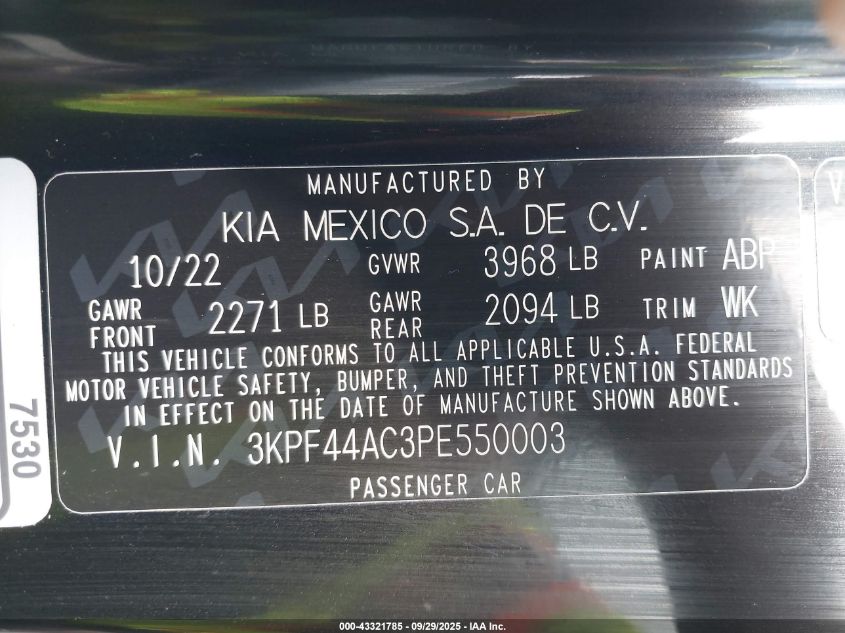 MANUFACTURED BY
KIA MEXICO S.A. DE C.V.
10/22 GVWR 3968 LB PAINT ABP
GAWR FRONT 2271 LB GAWR REAR 2094 LB TRIM WK
THIS VEHICLE CONFORMS TO ALL APPLICABLE U.S.A. FEDERAL
MOTOR VEHICLE SAFETY, BUMPER, AND THEFT PREVENTION STANDARDS
IN EFFECT ON THE DATE OF MANUFACTURE SHOWN ABOVE.
V.I.N. 3KPF44AC3PE550003
PASSENGER CAR
7530
000-43321785 - 09/29/2025 - IAA Inc.